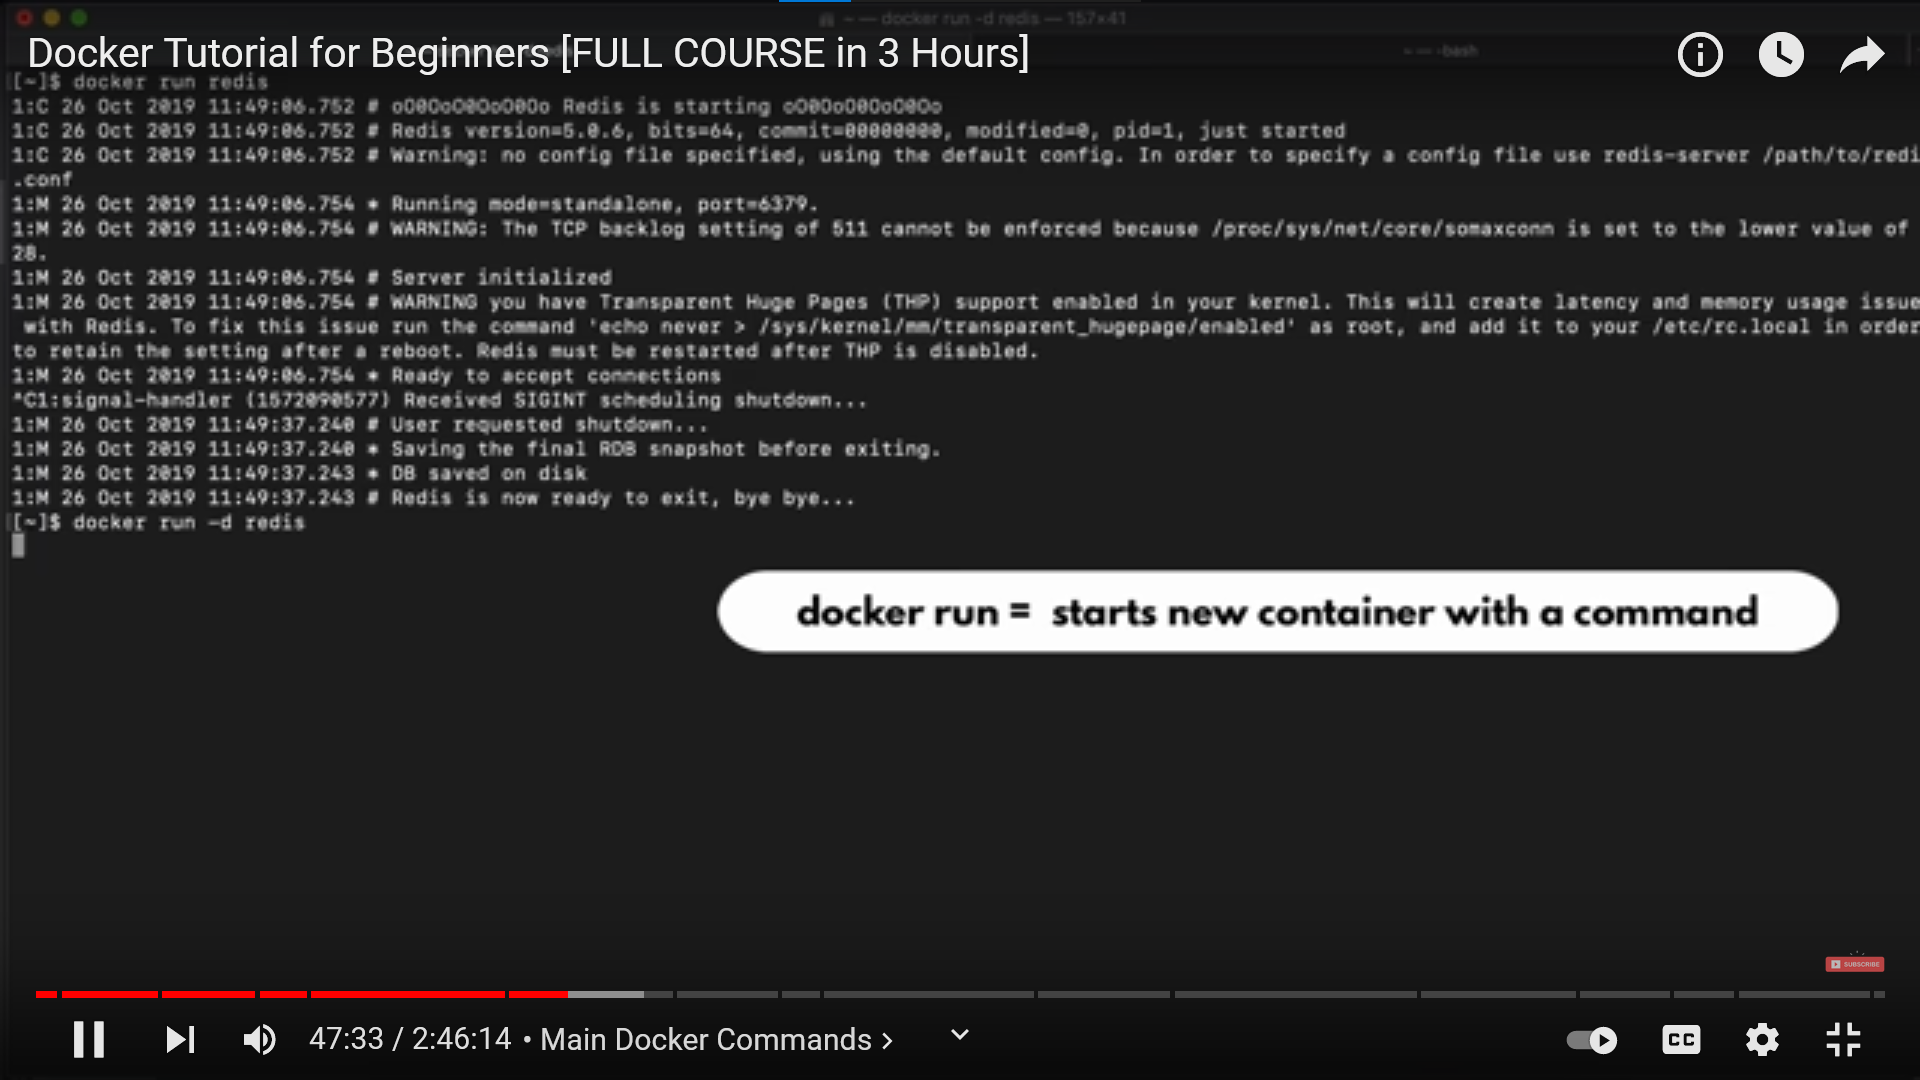 ~ — docker run -d redis — 157×41
Docker Tutorial for Beginners [FULL COURSE in 3 Hours]
~ — -bash
[~]$ docker run redis
1:C 26 Oct 2019 11:49:06.752 # oO0OoO0OoO0Oo Redis is starting oO0OoO0OoO0Oo
1:C 26 Oct 2019 11:49:06.752 # Redis version=5.0.6, bits=64, commit=00000000, modified=0, pid=1, just started
1:C 26 Oct 2019 11:49:06.752 # Warning: no config file specified, using the default config. In order to specify a config file use redis-server /path/to/redi
.conf
1:M 26 Oct 2019 11:49:06.754 * Running mode=standalone, port=6379.
1:M 26 Oct 2019 11:49:06.754 # WARNING: The TCP backlog setting of 511 cannot be enforced because /proc/sys/net/core/somaxconn is set to the lower value of
28.
1:M 26 Oct 2019 11:49:06.754 # Server initialized
1:M 26 Oct 2019 11:49:06.754 # WARNING you have Transparent Huge Pages (THP) support enabled in your kernel. This will create latency and memory usage issue
with Redis. To fix this issue run the command 'echo never > /sys/kernel/mm/transparent_hugepage/enabled' as root, and add it to your /etc/rc.local in order
to retain the setting after a reboot. Redis must be restarted after THP is disabled.
1:M 26 Oct 2019 11:49:06.754 * Ready to accept connections
^C1:signal-handler (1572090577) Received SIGINT scheduling shutdown...
1:M 26 Oct 2019 11:49:37.240 # User requested shutdown...
1:M 26 Oct 2019 11:49:37.240 * Saving the final RDB snapshot before exiting.
1:M 26 Oct 2019 11:49:37.243 * DB saved on disk
1:M 26 Oct 2019 11:49:37.243 # Redis is now ready to exit, bye bye...
[~]$ docker run -d redis
docker run = starts new container with a command
SUBSCRIBE
47:33 / 2:46:14 • Main Docker Commands >
CC